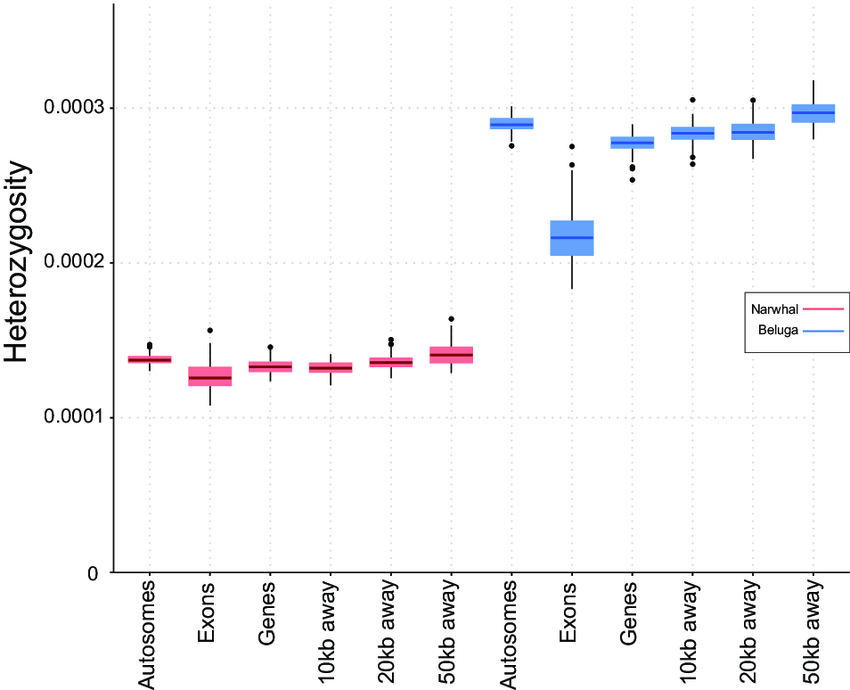 Heterozygosity
0.0003
0.0002
0.0001
0
Narwhal
Beluga
Autosomes
Exons
Genes
10kb away
20kb away
50kb away
Autosomes
Exons
Genes
10kb away
20kb away
50kb away